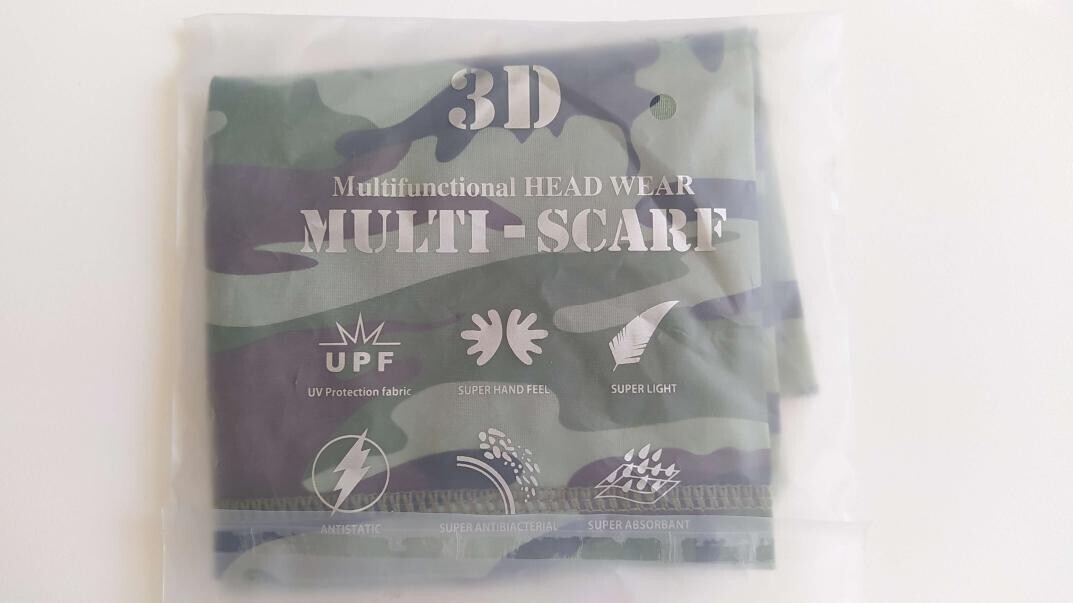 3D
Multifunctional HEAD WEAR
MULTI-SCARF
UPF
UV Protection fabric
SUPER HAND FEEL
SUPER LIGHT
ANTISTATIC
SUPER ANTIBIACTERIAL
SUPER ABSORBANT